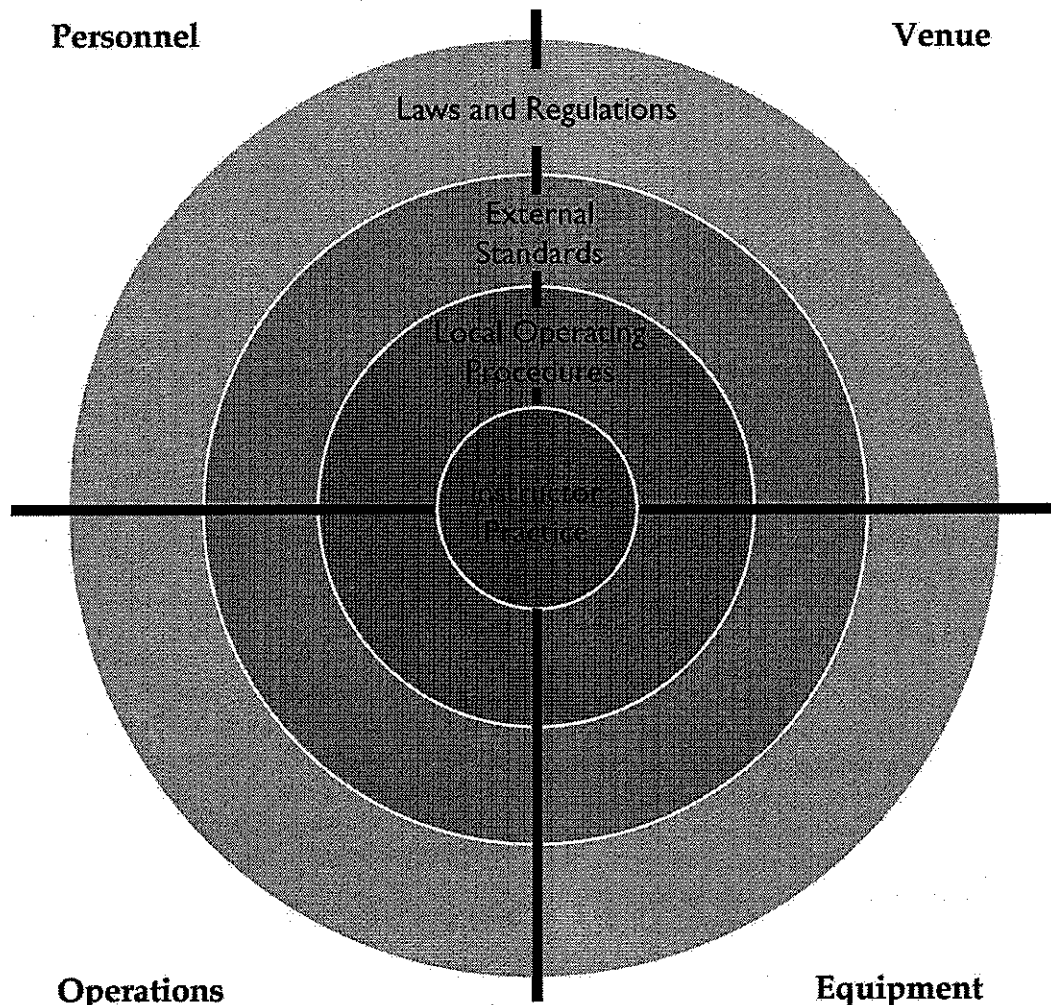 Personnel
Venue
Laws and Regulations
External
Standards
Local Operating
Procedures
Instructor
Practice
Operations
Equipment